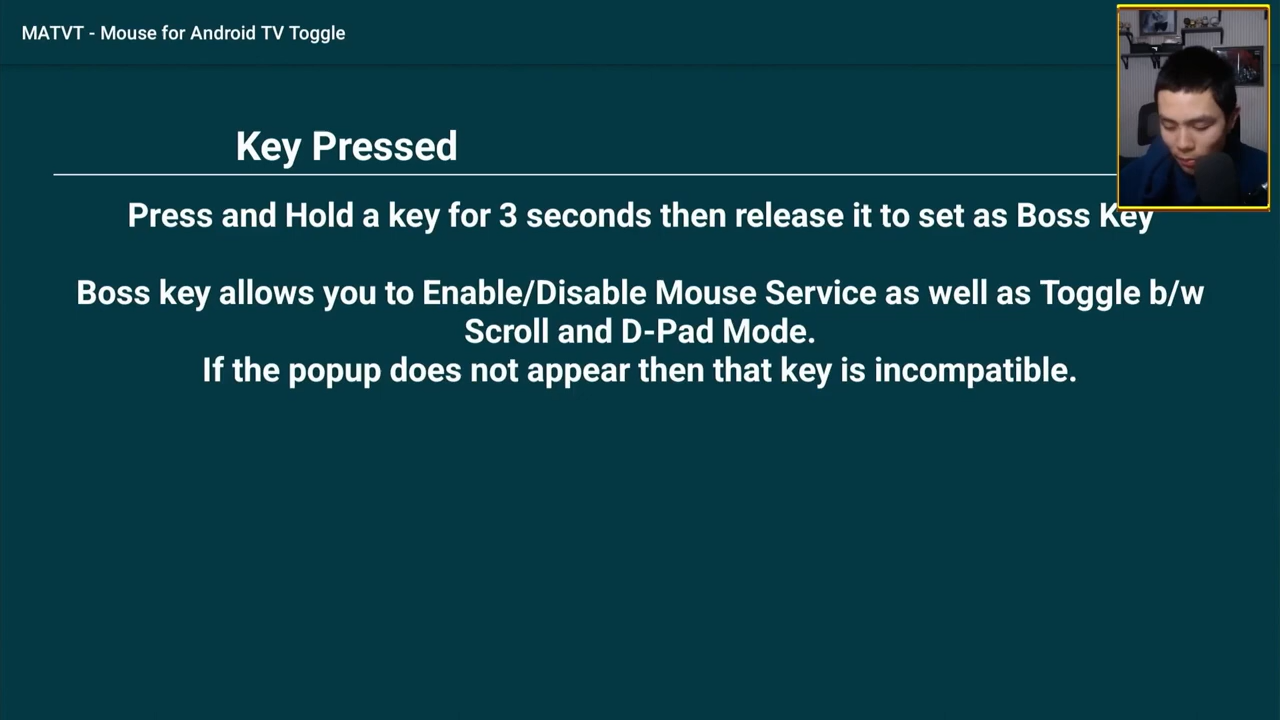 MATVT - Mouse for Android TV Toggle
Key Pressed
Press and Hold a key for 3 seconds then release it to set as Boss Key
Boss key allows you to Enable/Disable Mouse Service as well as Toggle b/w
Scroll and D-Pad Mode.
If the popup does not appear then that key is incompatible.